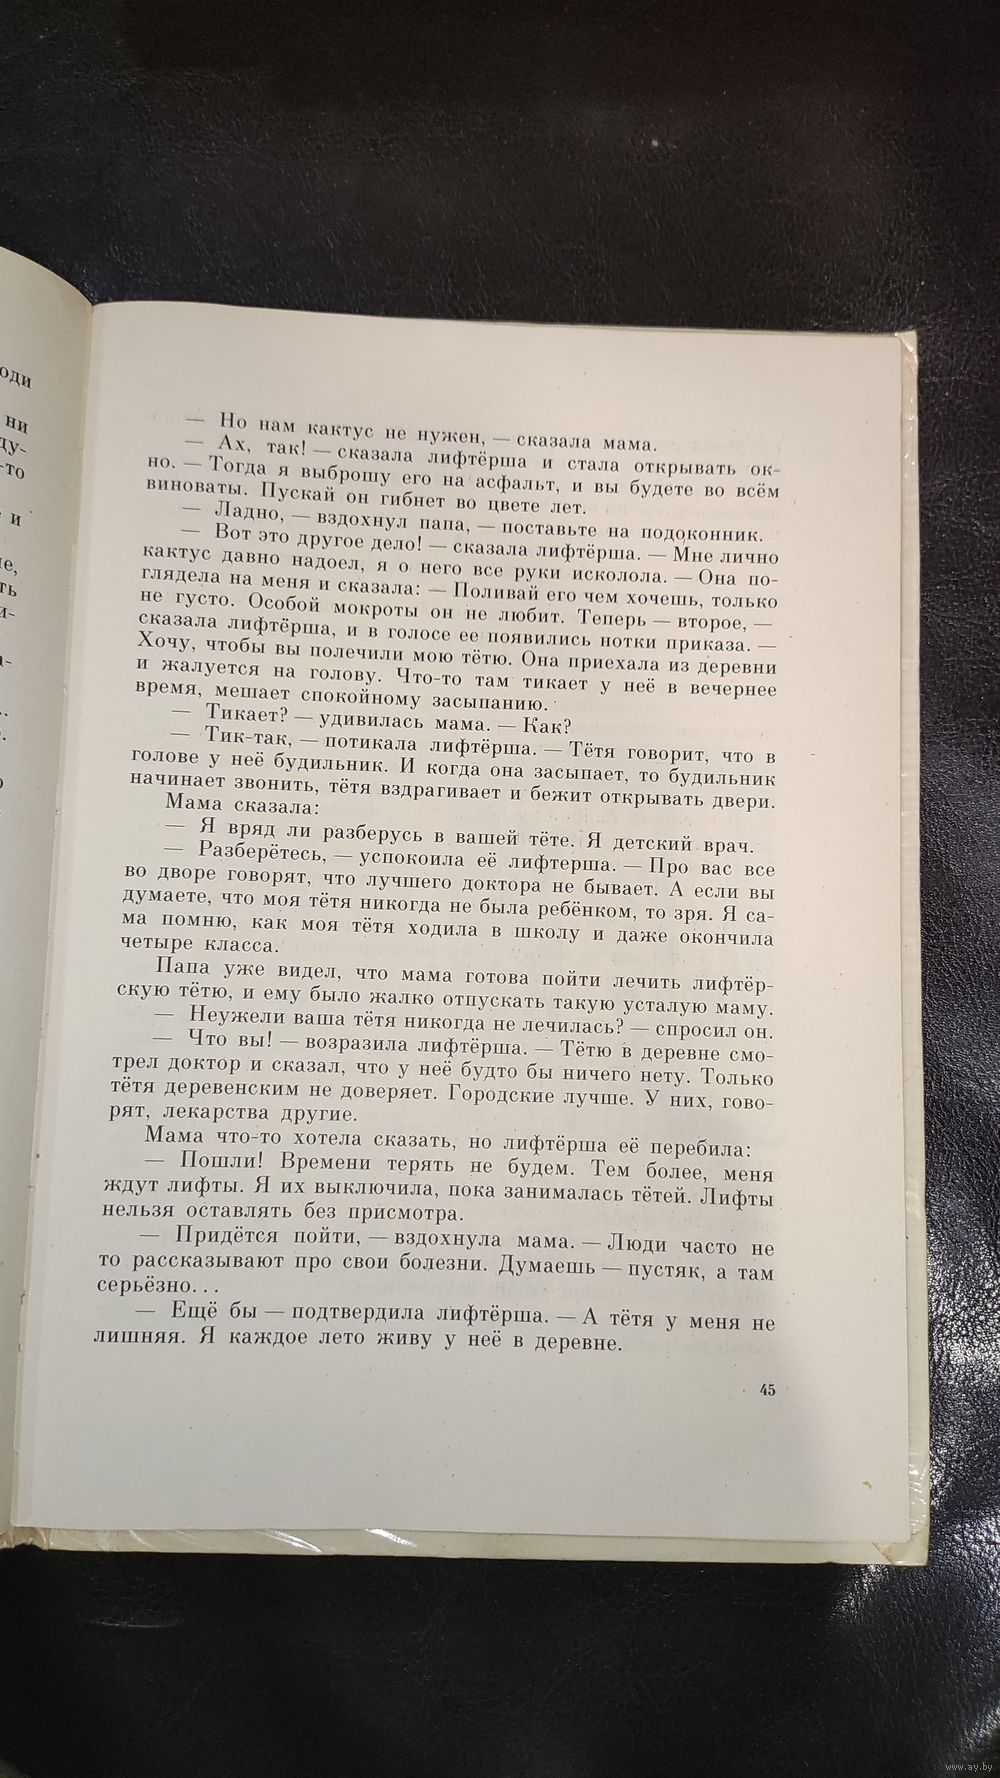 оди
ни
ду-
-то
и
ть
и-
— Но нам кактус не нужен, — сказала мама.
— Ах, так! — сказала лифтёрша и стала открывать ок-
но. — Тогда я выброшу его на асфальт, и вы будете во всём
виноваты. Пускай он гибнет во цвете лет.
— Ладно, — вздохнул папа, — поставьте на подоконник.
— Вот это другое дело! — сказала лифтёрша. — Мне лично
кактус давно надоел, я о него все руки исколола. — Она по-
глядела на меня и сказала: — Поливай его чем хочешь, только
не густо. Особой мокроты он не любит. Теперь — второе, —
сказала лифтёрша, и в голосе ее появились нотки приказа. —
Хочу, чтобы вы полечили мою тётю. Она приехала из деревни
и жалуется на голову. Что-то там тикает у неё в вечернее
время, мешает спокойному засыпанию.
— Тикает? — удивилась мама. — Как?
— Тик-так, — потикала лифтёрша. — Тётя говорит, что в
голове у неё будильник. И когда она засыпает, то будильник
начинает звонить, тётя вздрагивает и бежит открывать двери.
Мама сказала:
— Я вряд ли разберусь в вашей тёте. Я детский врач.
— Разберётесь, — успокоила её лифтерша. — Про вас все
во дворе говорят, что лучшего доктора не бывает. А если вы
думаете, что моя тётя никогда не была ребёнком, то зря. Я са-
ма помню, как моя тётя ходила в школу и даже окончила
четыре класса.
Папа уже видел, что мама готова пойти лечить лифтёр-
скую тётю, и ему было жалко отпускать такую усталую маму.
— Неужели ваша тётя никогда не лечилась? — спросил он.
— Что вы! — возразила лифтёрша. — Тётю в деревне смо-
трел доктор и сказал, что у неё будто бы ничего нету. Только
тётя деревенским не доверяет. Городские лучше. У них, гово-
рят, лекарства другие.
Мама что-то хотела сказать, но лифтёрша её перебила:
— Пошли! Времени терять не будем. Тем более, меня
ждут лифты. Я их выключила, пока занималась тётей. Лифты
нельзя оставлять без присмотра.
— Придётся пойти, — вздохнула мама. — Люди часто не
то рассказывают про свои болезни. Думаешь — пустяк, а там
серьёзно...
— Ещё бы — подтвердила лифтёрша. — А тётя у меня не
лишняя. Я каждое лето живу у неё в деревне.
45
www.ay.by